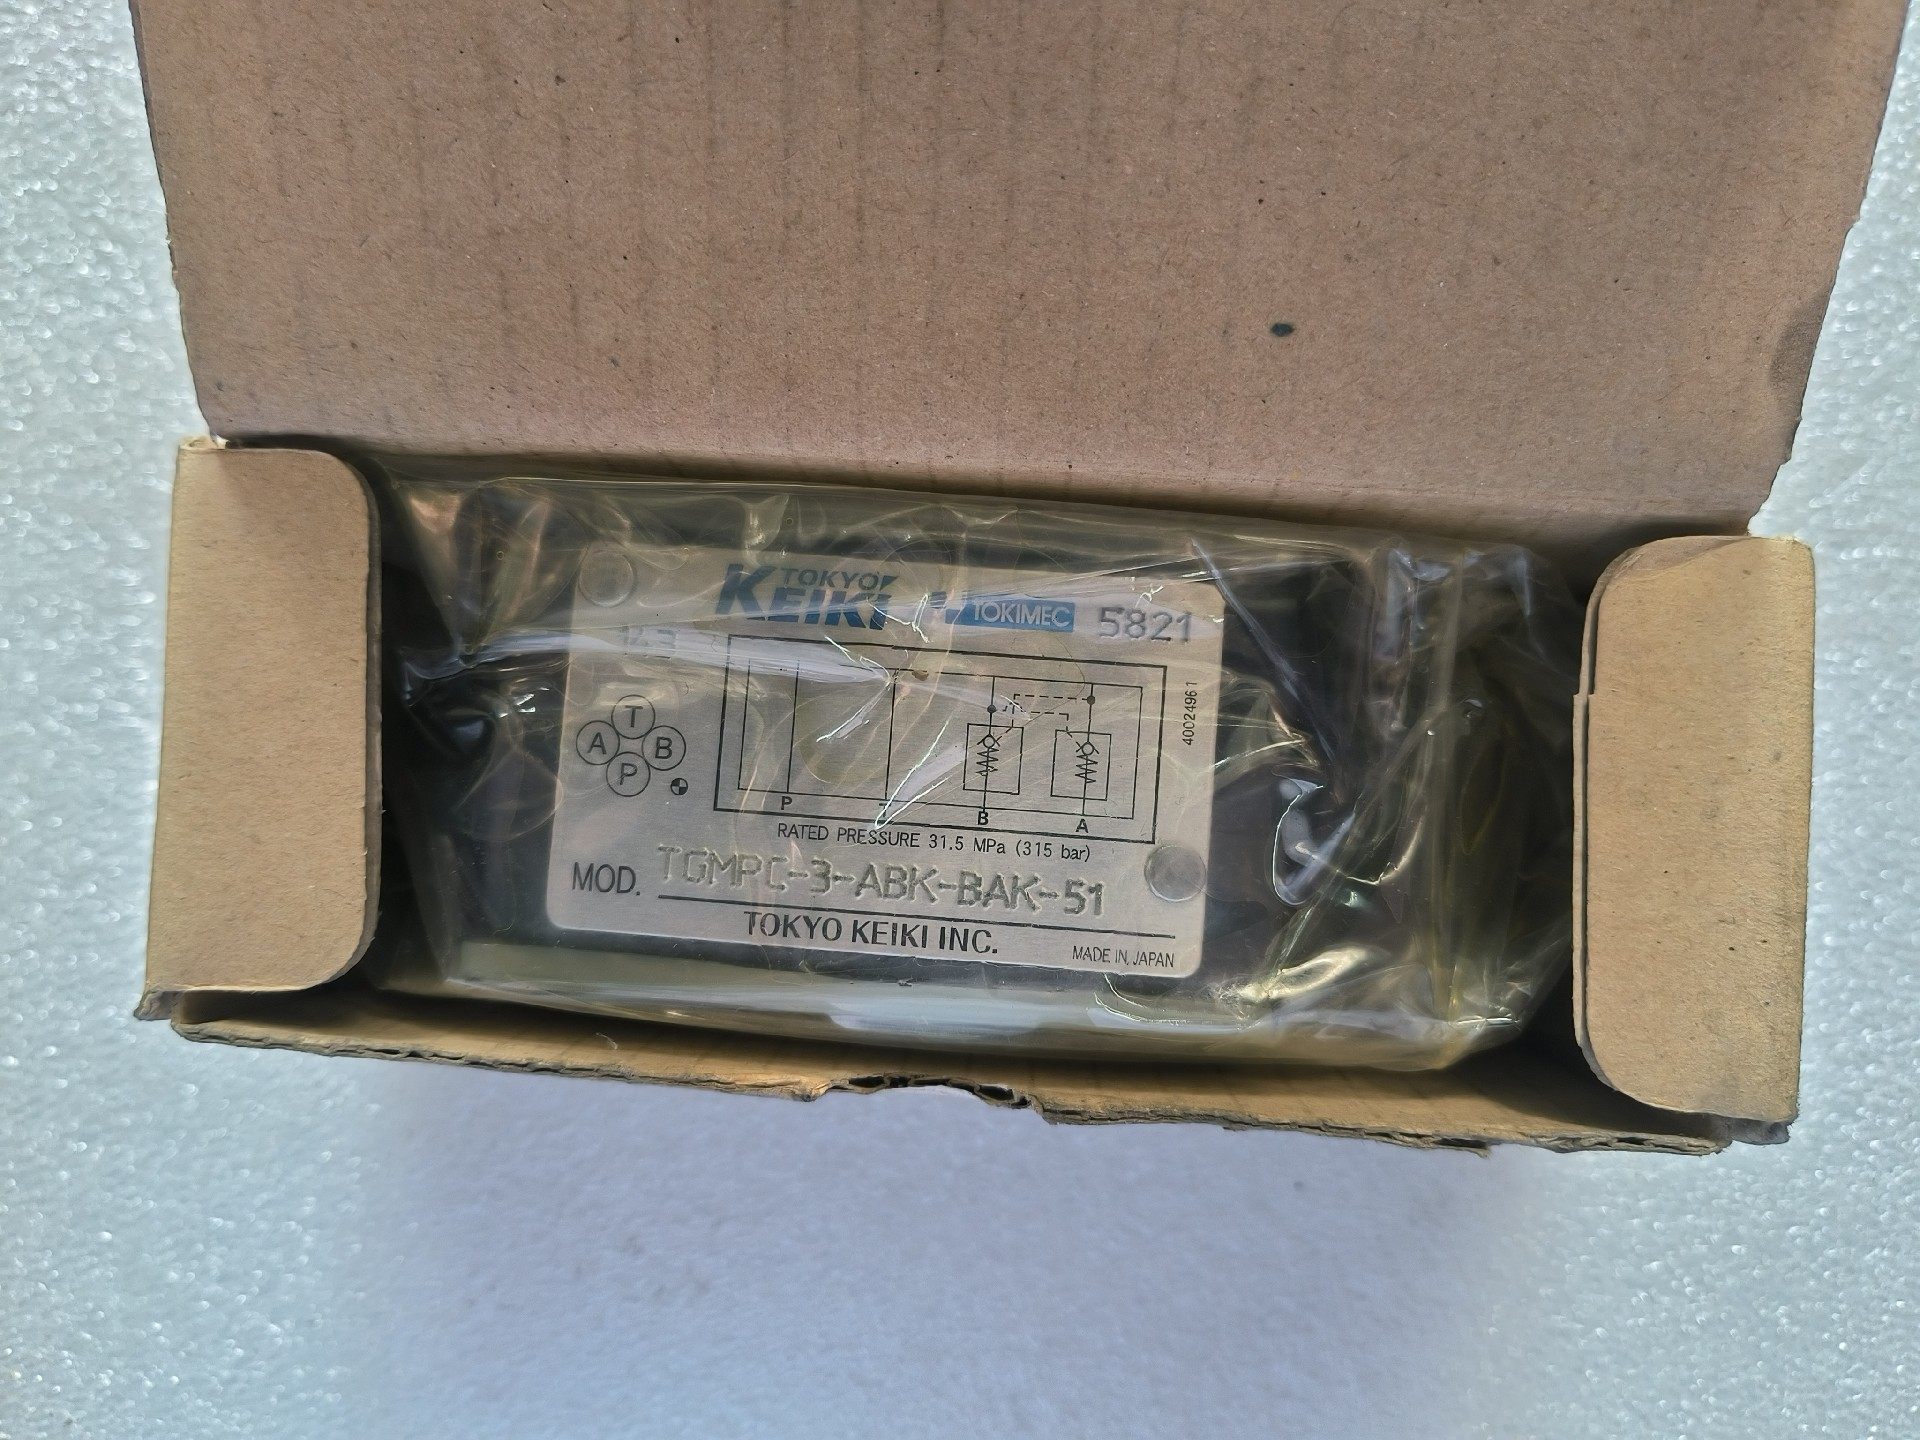 TOKYO
KEIKI TOKIMEC 5821
T
A B
P
40024961
P
B
A
RATED PRESSURE 31.5 MPa (315 bar)
MOD. TGMPC-3-ABK-BAK-51
TOKYO KEIKI INC.
MADE IN JAPAN